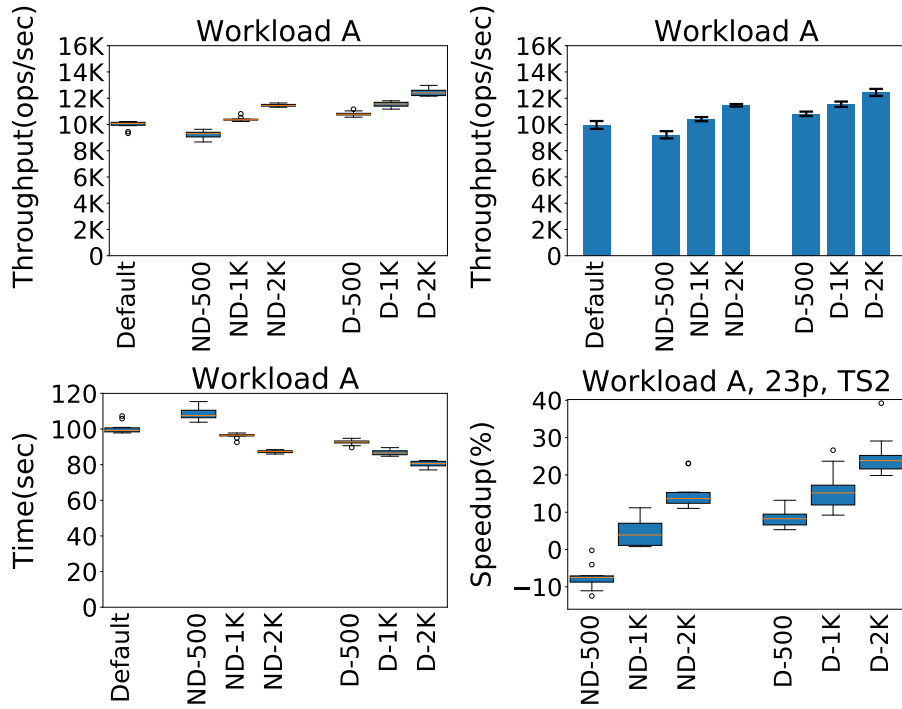 Workload A
Throughput(ops/sec)
16K
14K
12K
10K
8K
6K
4K
2K
0
Default
ND-500
ND-1K
ND-2K
D-500
D-1K
D-2K
Workload A
Throughput(ops/sec)
16K
14K
12K
10K
8K
6K
4K
2K
0
Default
ND-500
ND-1K
ND-2K
D-500
D-1K
D-2K
Workload A
Time(sec)
120
100
80
60
40
20
0
Default
ND-500
ND-1K
ND-2K
D-500
D-1K
D-2K
Workload A, 23p, TS2
Speedup(%)
40
30
20
10
0
−10
ND-500
ND-1K
ND-2K
D-500
D-1K
D-2K